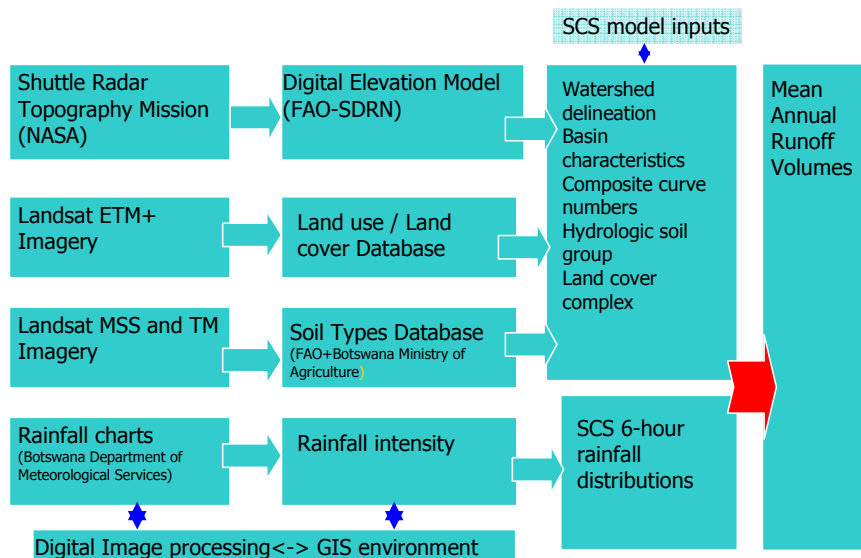 SCS model inputs
Shuttle Radar
Topography Mission
(NASA)
Digital Elevation Model
(FAO-SDRN)
Watershed
delineation
Basin
characteristics
Composite curve
numbers
Hydrologic soil
group
Land cover
complex
Mean
Annual
Runoff
Volumes
Landsat ETM+
Imagery
Land use / Land
cover Database
Landsat MSS and TM
Imagery
Soil Types Database
(FAO+Botswana Ministry of
Agriculture)
Rainfall charts
(Botswana Department of
Meteorological Services)
Rainfall intensity
SCS 6-hour
rainfall
distributions
Digital Image processing<-> GIS environment